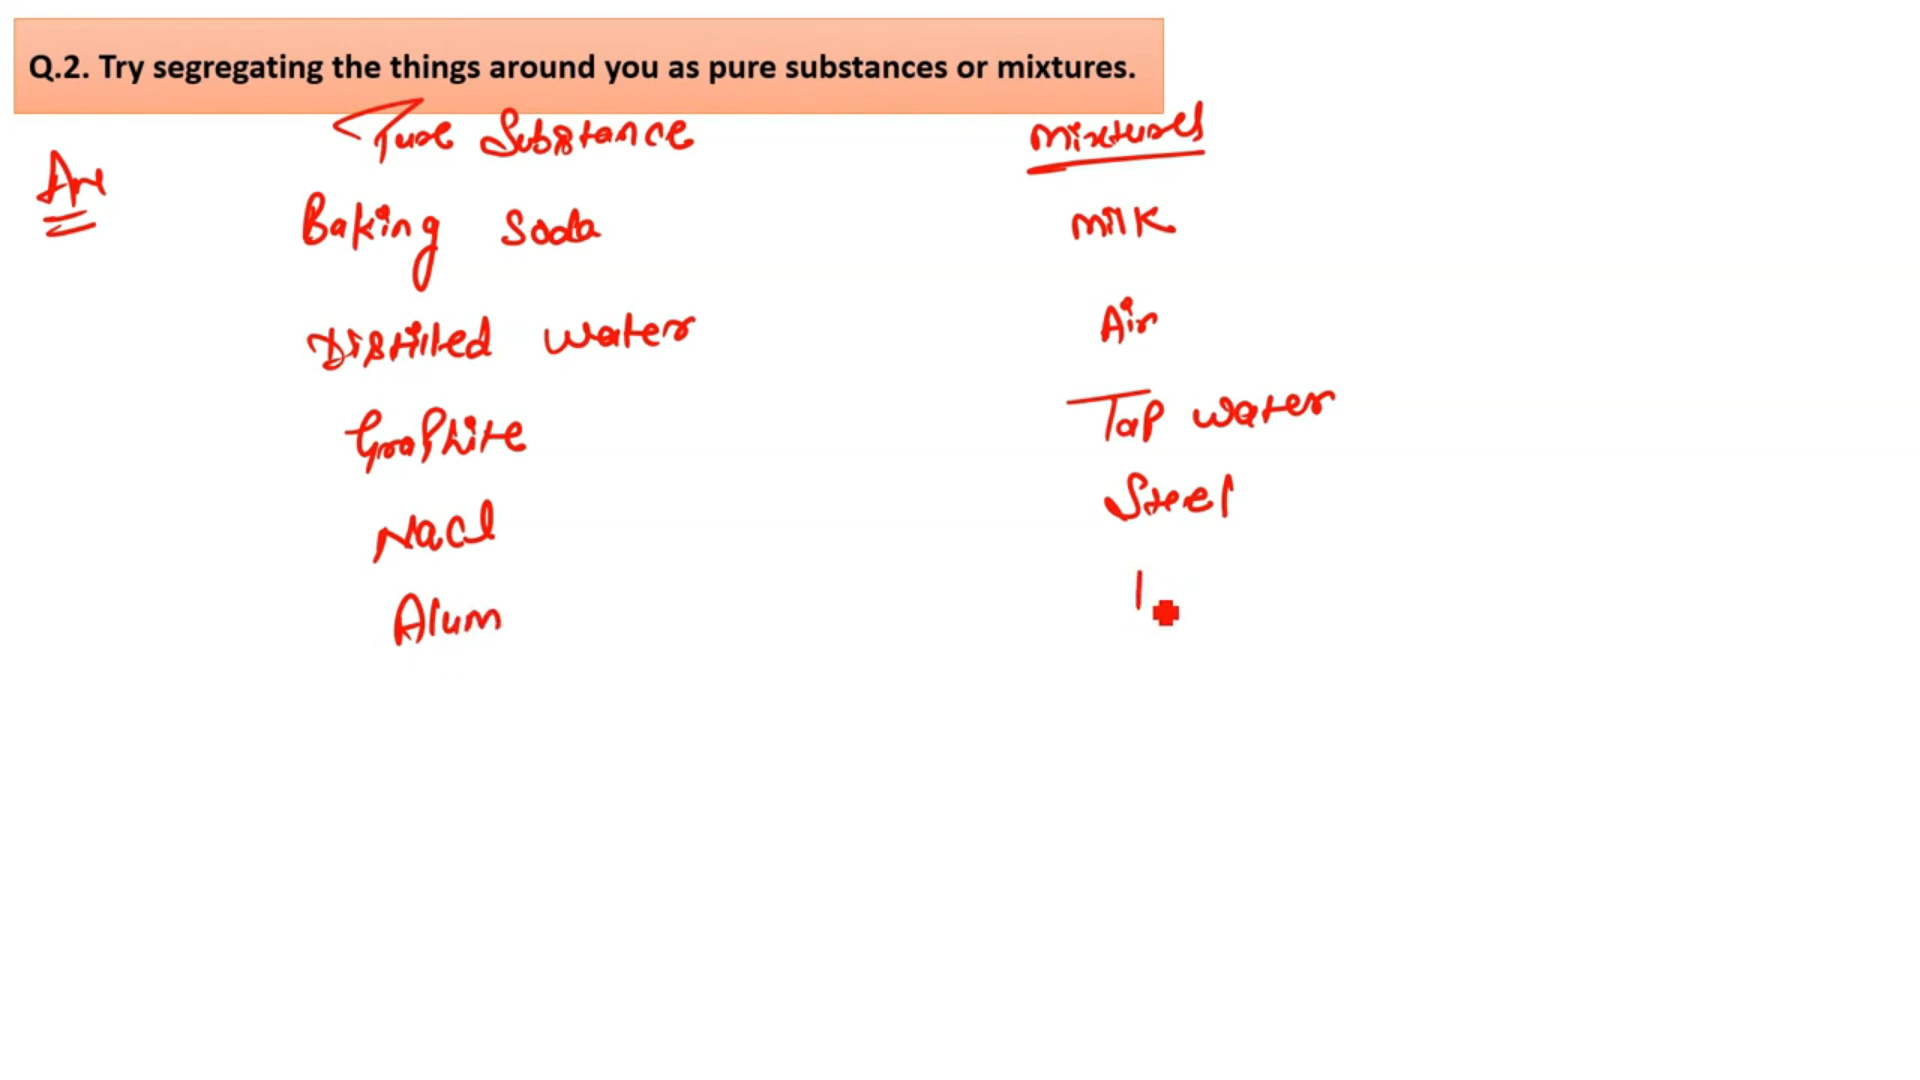 Q.2. Try segregating the things around you as pure substances or mixtures.
Pure Substance
Mixtures
Ans
Baking Soda
Milk
Distilled water
Air
Graphite
Tap water
NaCl
Steel
Alum